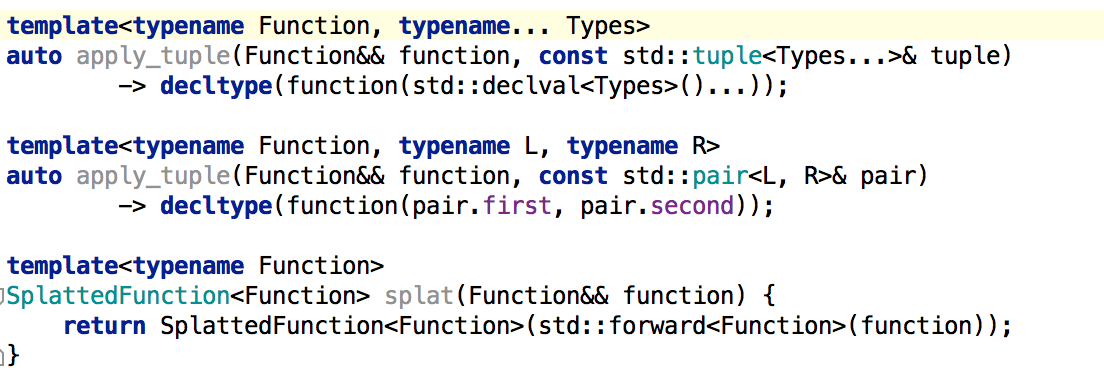 template<typename Function, typename... Types>
auto apply_tuple(Function&& function, const std::tuple<Types...>& tuple)
        -> decltype(function(std::declval<Types>()...));

template<typename Function, typename L, typename R>
auto apply_tuple(Function&& function, const std::pair<L, R>& pair)
        -> decltype(function(pair.first, pair.second));

template<typename Function>
SplattedFunction<Function> splat(Function&& function) {
    return SplattedFunction<Function>(std::forward<Function>(function));
}